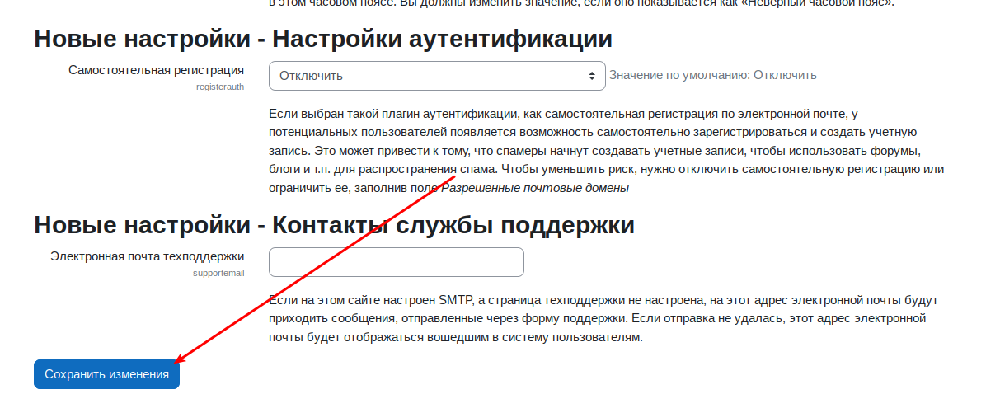 в этом часовом поясе. Вы должны изменить значение, если оно показывается как «Неверный часовой пояс».
Новые настройки - Настройки аутентификации
Самостоятельная регистрация
registerauth
Отключить
Значение по умолчанию: Отключить
Если выбран такой плагин аутентификации, как самостоятельная регистрация по электронной почте, у
потенциальных пользователей появляется возможность самостоятельно зарегистрироваться и создать учетную
запись. Это может привести к тому, что спамеры начнут создавать учетные записи, чтобы использовать форумы,
блоги и т.п. для распространения спама. Чтобы уменьшить риск, нужно отключить самостоятельную регистрацию или
ограничить ее, заполнив поле Разрешенные почтовые домены
Новые настройки - Контакты службы поддержки
Электронная почта техподдержки
supportemail
Если на этом сайте настроен SMTP, а страница техподдержки не настроена, на этот адрес электронной почты будут
приходить сообщения, отправленные через форму поддержки. Если отправка не удалась, этот адрес электронной
почты будет отображаться вошедшим в систему пользователям.
Сохранить изменения